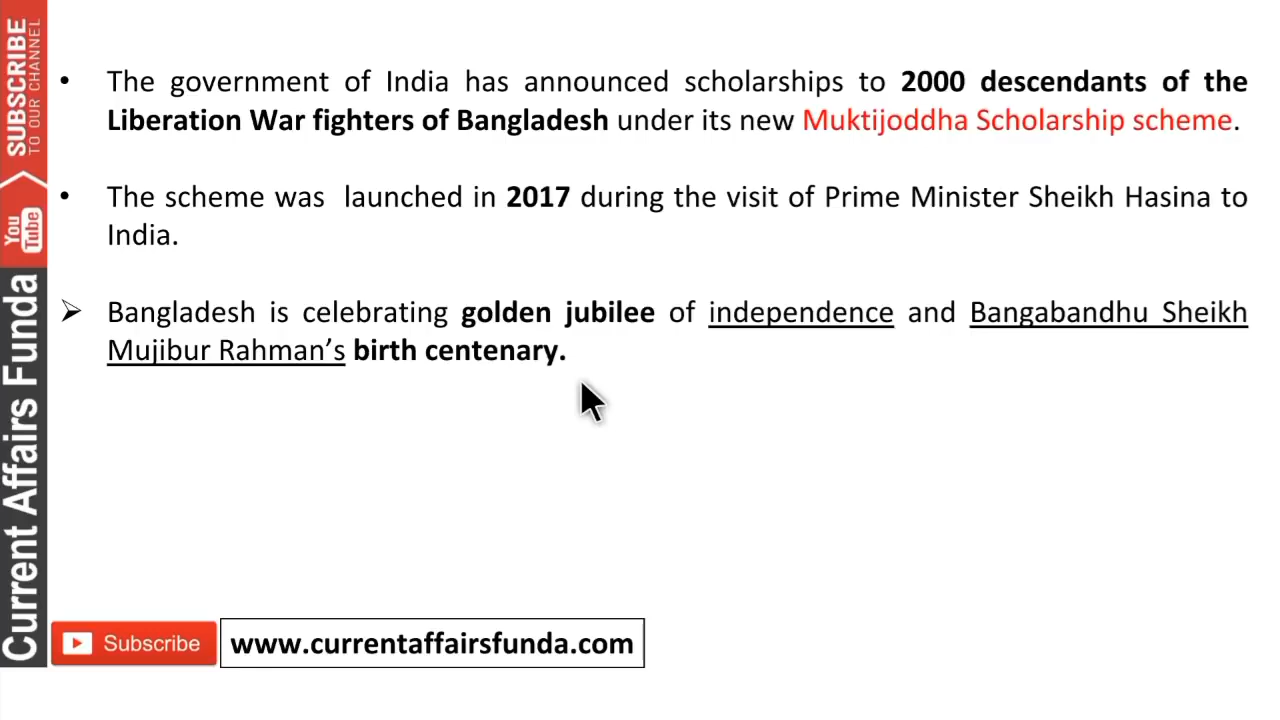 SUBSCRIBE
TO OUR CHANNEL
You
Tube
Current Affairs Funda
• The government of India has announced scholarships to 2000 descendants of the
Liberation War fighters of Bangladesh under its new Muktijoddha Scholarship scheme.
• The scheme was launched in 2017 during the visit of Prime Minister Sheikh Hasina to
India.
➢ Bangladesh is celebrating golden jubilee of independence and Bangabandhu Sheikh
Mujibur Rahman’s birth centenary.
Subscribe
www.currentaffairsfunda.com